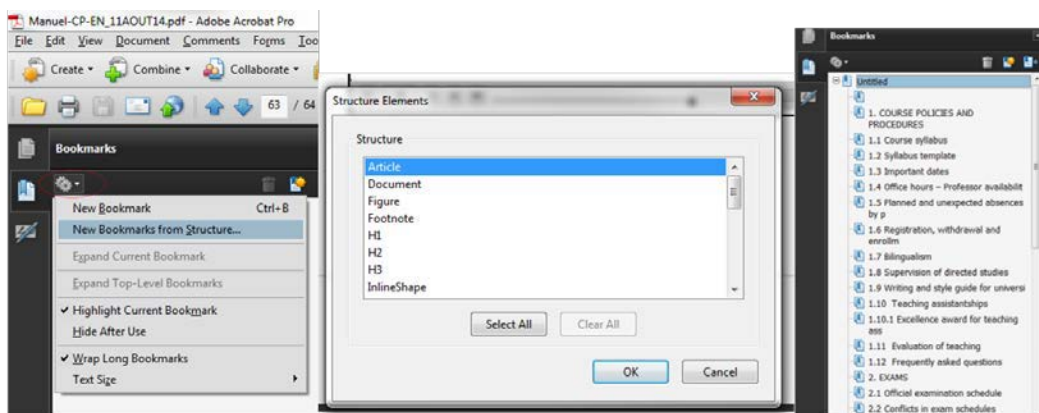 Manuel-CP-EN_11AOUT14.pdf - Adobe Acrobat Pro
File Edit View Document Comments Forms Too
Create Combine Collaborate
63 / 64
Bookmarks
New Bookmark Ctrl+B
New Bookmarks from Structure...
Expand Current Bookmark
Expand Top-Level Bookmarks
Highlight Current Bookmark
Hide After Use
Wrap Long Bookmarks
Text Size
Structure Elements
Structure
Article
Document
Figure
Footnote
H1
H2
H3
InlineShape
Select All Clear All
OK Cancel
Bookmarks
Untitled
1. COURSE POLICIES AND
PROCEDURES
1.1 Course syllabus
1.2 Syllabus template
1.3 Important dates
1.4 Office hours – Professor availabilit
1.5 Planned and unexpected absences
by p
1.6 Registration, withdrawal and
enrollm
1.7 Bilingualism
1.8 Supervision of directed studies
1.9 Writing and style guide for universi
1.10 Teaching assistantships
1.10.1 Excellence award for teaching
ass
1.11 Evaluation of teaching
1.12 Frequently asked questions
2. EXAMS
2.1 Official examination schedule
2.2 Conflicts in exam schedules